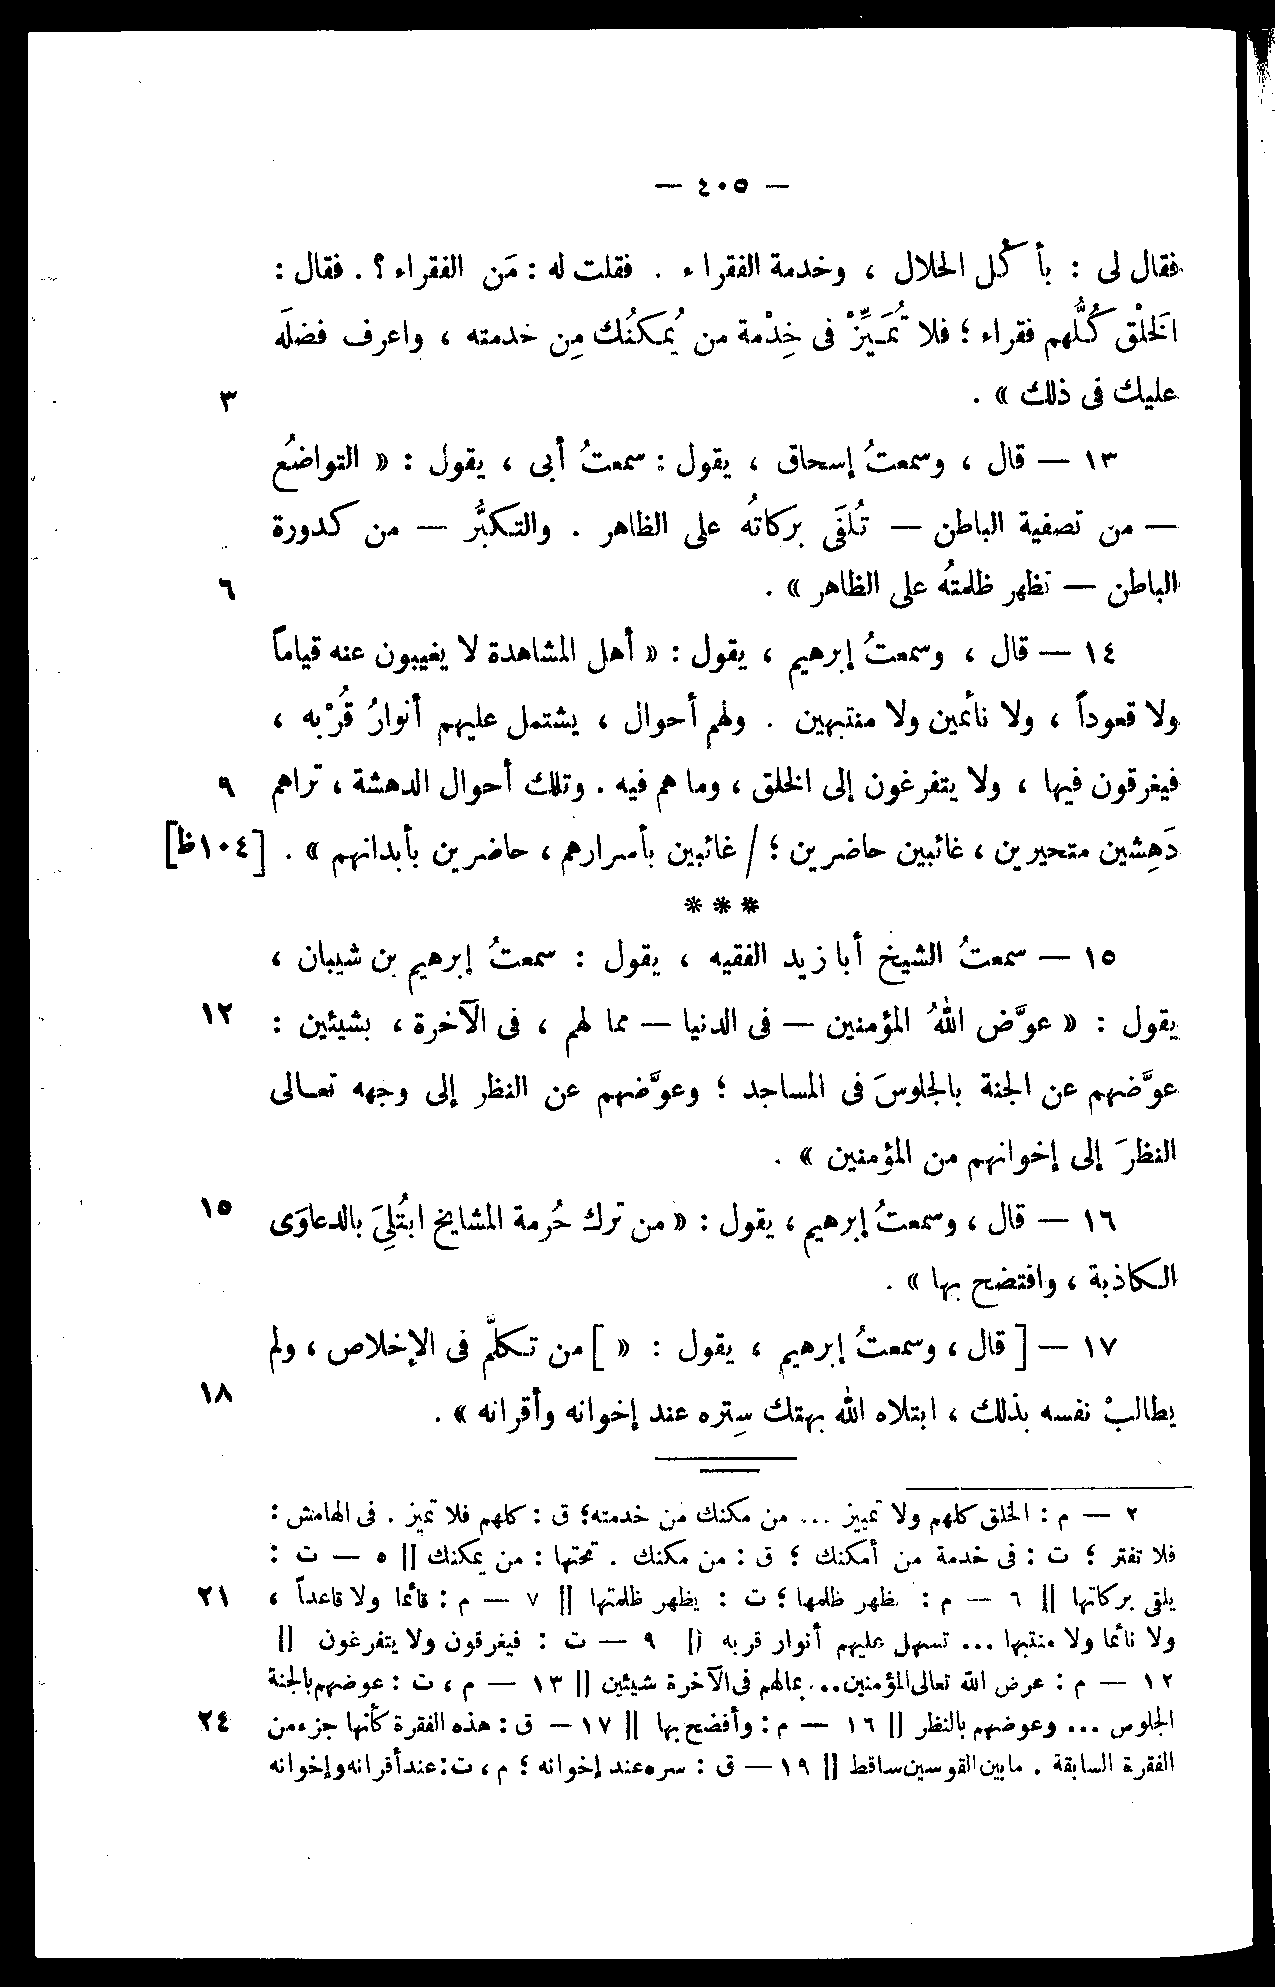 — ٤٠٥ —
فقال لى : بأَكْل الحلال ، وخدمة الفقراء . فقلت له : مَن الفقراء ؟ . فقال :
الَخلْق كُلُّهم فقراء ؛ فلا تُمَيِّزْ فى خِدْمة من يُمكنُك مِن خدمته ، واعرف فضلَه
عليك فى ذلك » .
٣
١٣ — قال ، وسمعتُ إسحاق ، يقول : سمعتُ أبى ، يقول : « التواضعُ
— من تصفية الباطن — تُلقَى بركاتُه على الظاهر . والتكبُّر — من كدورة
الباطن — تظهر ظلمتُه على الظاهر » .
٦
١٤ — قال ، وسمعتُ إبرهيم ، يقول : « أهل المشاهدة لا يغيبون عنه قياماً
ولا قعوداً ، ولا نأئمين ولا منتبهين . ولهم أحوال ، يشتمل عليهم أنوارُ قُرْبه ،
فيغرقون فيها ، ولا يتفرغون إلى الخلق ، وما هم فيه . وتلك أحوال الدهشة ، تراهم
٩
دَهِشين متحيرين ، غائبين حاضرين ؛ / غائبين بأسرارهم ، حاضرين بأبدانهم » . [١٠٤ظ]
* * *
١٥ — سمعتُ الشيخ أبا زيد الفقيه ، يقول : سمعتُ إبرهيم بن شيبان ،
يقول : « عوَّض اللهُ المؤمنين — فى الدنيا — مما لهم ، فى الآخرة ، بشيئين :
١٢
عوَّضهم عن الجنة بالجلوسَ فى المساجد ؛ وعوَّضهم عن النظر إلى وجهه تعـالى
النظرَ إلى إخوانهم من المؤمنين » .
١٦ — قال ، وسمعتُ إبرهيم ، يقول : « من ترك حُرمة المشايخ ابتُلِىَ بالدعاوَى
١٥
الكاذبة ، وافتضح بها » .
١٧ — [ قال ، وسمعتُ إبرهيم ، يقول : « ] من تكلَّم فى الإخلاص ، ولم
يطالبْ نفسه بذلك ، ابتلاه الله بهتك سِتره عند إخوانه وأقرانه » .
١٨
٢ — م : الخلق كلهم ولا تمييز ... من مكنك من خدمته؛ ق : كلهم فلا تميز . فى الهامش :
فلا تفتر ؛ ت : فى خدمة من أمكنك ؛ ق : من مكنك . تحتها : من يمكنك || ٥ — ت :
يلقى بركاتها || ٦ — م : نظهر ظلمها ؛ ت : يظهر ظلمتها || ٧ — م : قائما ولا قاعداً ،
٢١
ولا نائما ولا منتبها ... تسهل عليهم أنوار قربه || ٩ — ت : فيغرقون ولا يتفرغون ||
١٢ — م : عرض الله تعالى المؤمنين... بمالهم فى الآخرة شيئين || ١٣ — م ، ت : عوضهم بالجنة
الجلوس ... وعوضهم بالنظر || ١٦ — م : وأفضح بها || ١٧ — ق : هذه الفقرة كأنها جزء من
٢٤
الفقرة السابقة . مابين القوسين ساقط || ١٩ — ق : سره عند إخوانه ؛ م ، ت : عند أقرانه وإخوانه